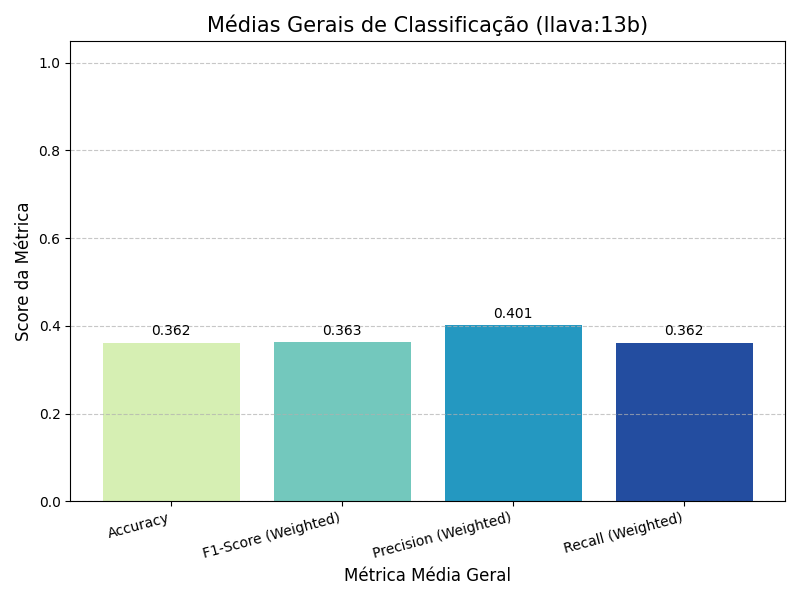 Médias Gerais de Classificação (llava:13b)
Score da Métrica
1.0
0.8
0.6
0.4
0.2
0.0
0.362
0.363
0.401
0.362
Accuracy
F1-Score (Weighted)
Precision (Weighted)
Recall (Weighted)
Métrica Média Geral